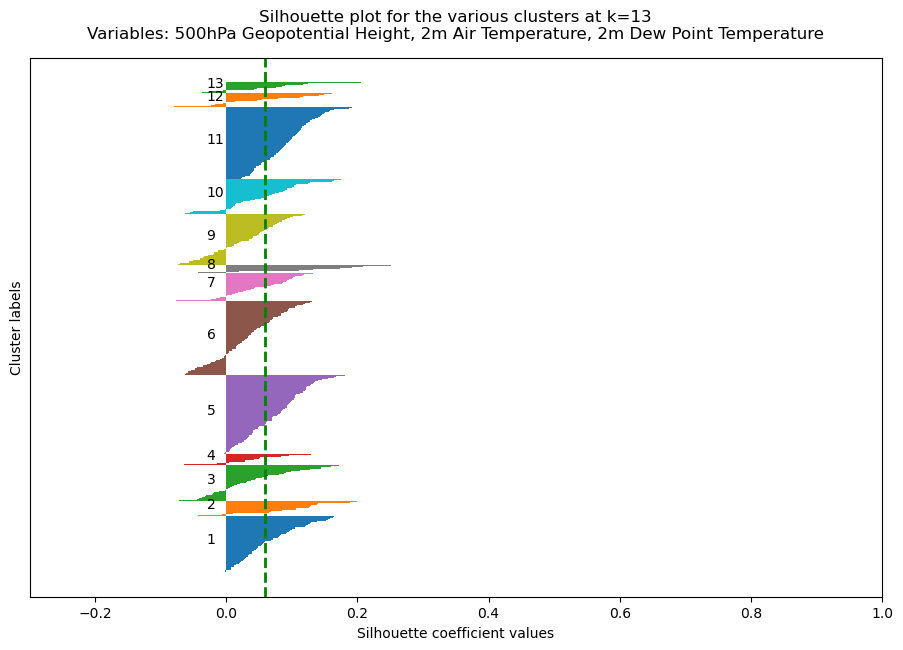 Silhouette plot for the various clusters at k=13
Variables: 500hPa Geopotential Height, 2m Air Temperature, 2m Dew Point Temperature
13
12
11
10
9
8
7
6
5
4
3
2
1
Cluster labels
−0.2 0.0 0.2 0.4 0.6 0.8 1.0
Silhouette coefficient values